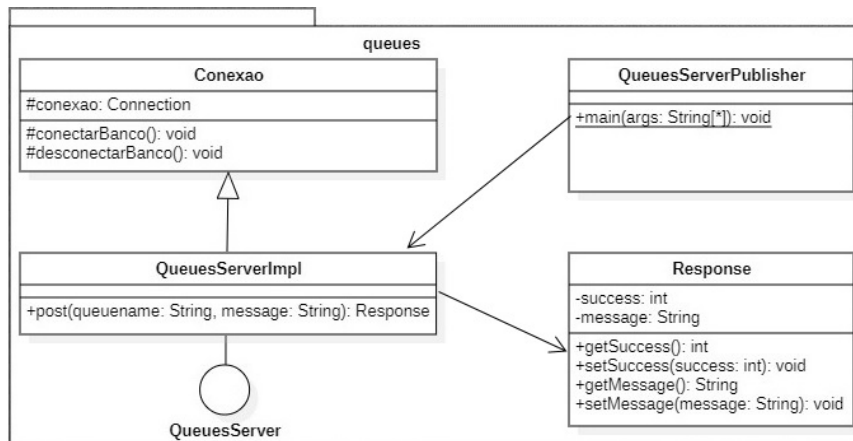 queues
Conexao
#conexao: Connection
#conectarBanco(): void
#desconectarBanco(): void
QueuesServerPublisher
+main(args: String[*]): void
QueuesServerImpl
+post(queuename: String, message: String): Response
QueuesServer
Response
-success: int
-message: String
+getSuccess(): int
+setSuccess(success: int): void
+getMessage(): String
+setMessage(message: String): void